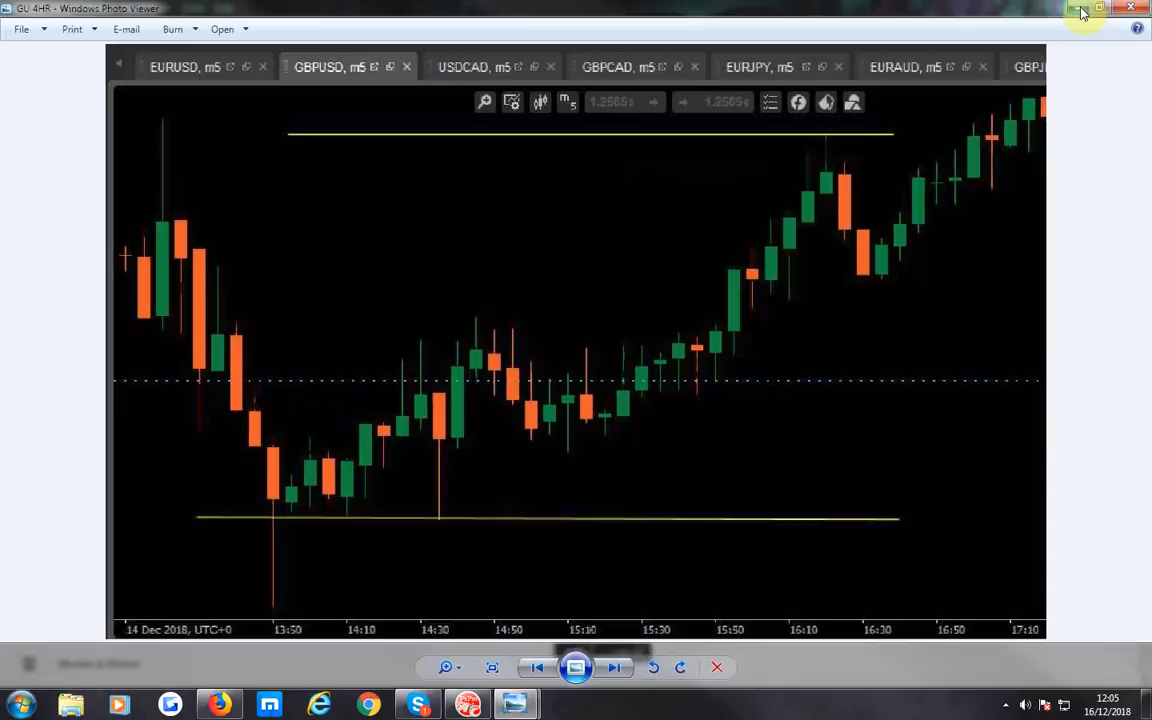 GU 4HR - Windows Photo Viewer
File Print E-mail Burn Open
EURUSD, m5 GBPUSD, m5 USDCAD, m5 GBPCAD, m5 EURJPY, m5 EURAUD, m5
m5
14 Dec 2018, UTC+0 13:50 14:10 14:30 14:50 15:10 15:30 15:50 16:10 16:30 16:50 17:10
12:05
16/12/2018